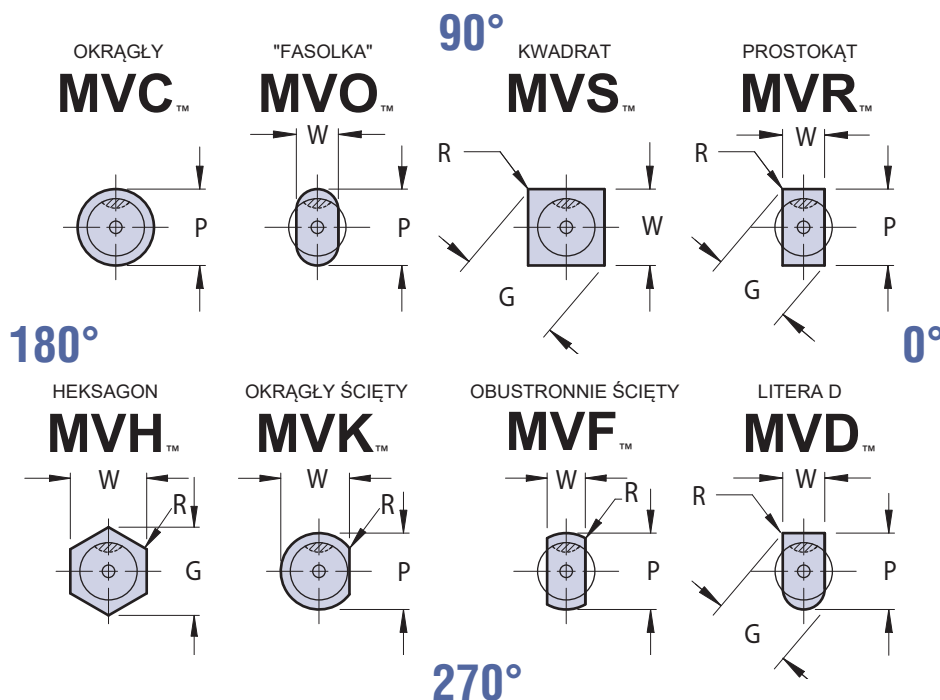 90°
OKRĄGŁY
"FASOLKA"
KWADRAT
PROSTOKĄT
MVC™
MVO™
MVS™
MVR™
W
W
R
R
P
P
W
P
G
G
180°
0°
HEKSAGON
OKRĄGŁY ŚCIĘTY
OBUSTRONNIE ŚCIĘTY
LITERA D
MVH™
MVK™
MVF™
MVD™
W
W
W
W
R
R
R
R
G
P
P
P
G
270°